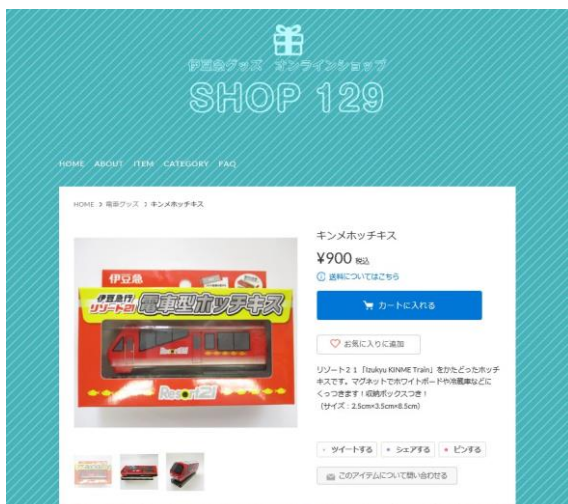 伊豆急グッズ オンラインショップ
SHOP 129
HOME ABOUT ITEM CATEGORY FAQ
HOME > 電車グッズ > キンメホッチキス
キンメホッチキス
¥900 税込
送料についてはこちら
カートに入れる
お気に入りに追加
リゾート21「Izukyu KINME Train」をかたどったホッチ
キスです。マグネットでホワイトボードや冷蔵庫などに
くっつきます！収納ボックスつき！
(サイズ：2.5cm×3.5cm×8.5cm)
ツイートする シェアする ピンする
このアイテムについて問い合わせる
伊豆急
伊豆急行
リゾート21
電車型ホッチキス
Resort21
Resort21